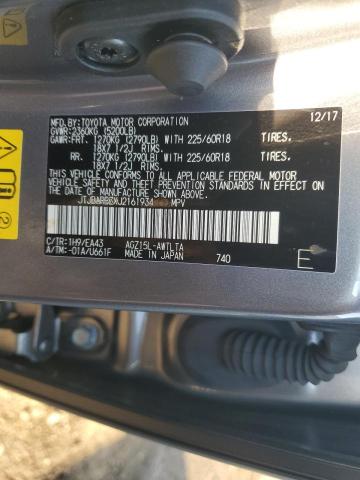 MFD.BY:TOYOTA MOTOR CORPORATION 12/17
GVWR:2360KG (5200LB)
GAWR:FRT. 1270KG (2790LB) WITH 225/60R18 TIRES.
18X7 1/2J RIMS.
RR. 1270KG (2790LB) WITH 225/60R18 TIRES.
18X7 1/2J RIMS.
THIS VEHICLE CONFORMS TO ALL APPLICABLE
FEDERAL MOTOR VEHICLE SAFETY, BUMPER, AND
THEFT PREVENTION STANDARDS IN EFFECT ON
THE DATE OF MANUFACTURE SHOWN ABOVE.
MPV
C/TR:1H9/EA43 AGZ15L-AWTLTA
A/TM:-01A/U661F MADE IN JAPAN 740 E